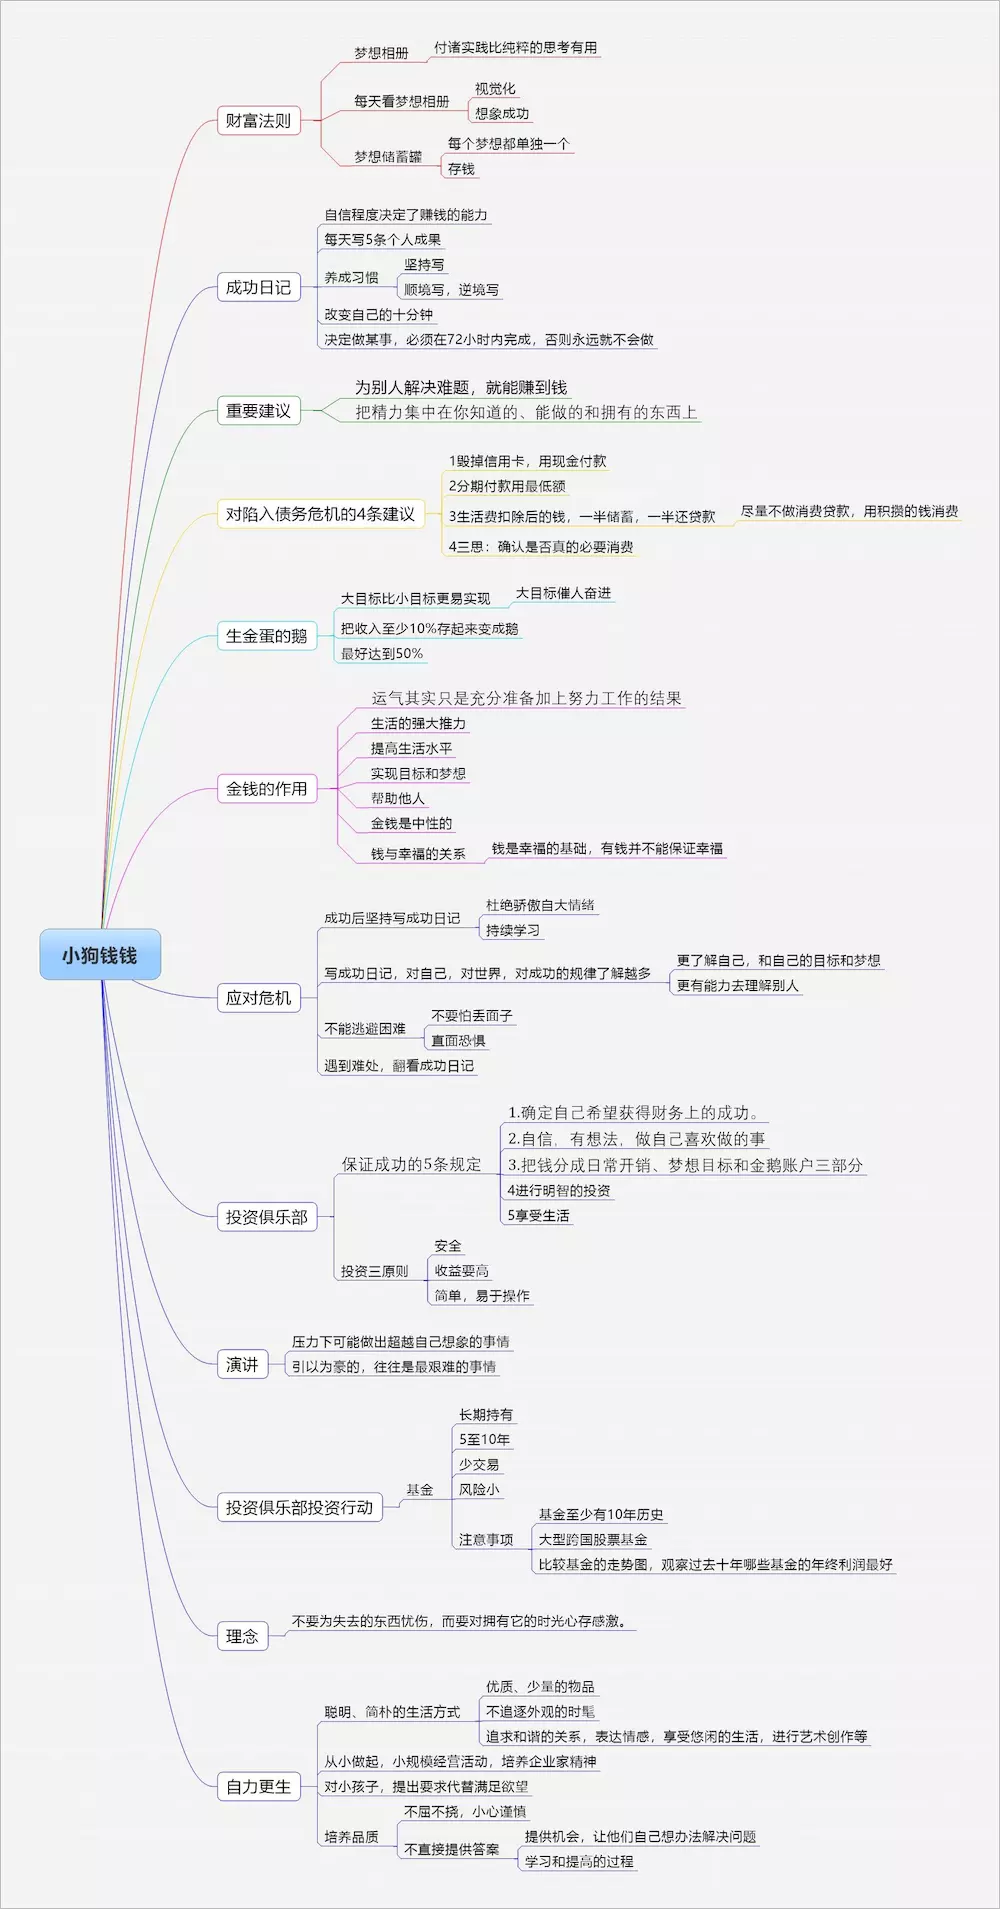 小狗钱钱
财富法则
梦想相册
付诸实践比纯粹的思考有用
每天看梦想相册
视觉化
想象成功
梦想储蓄罐
每个梦想都单独一个
存钱
成功日记
自信程度决定了赚钱的能力
每天写5条个人成果
养成习惯
坚持写
顺境写，逆境写
改变自己的十分钟
决定做某事，必须在72小时内完成，否则永远就不会做
重要建议
为别人解决难题，就能赚到钱
把精力集中在你知道的、能做的和拥有的东西上
对陷入债务危机的4条建议
1毁掉信用卡，用现金付款
2分期付款用最低额
3生活费扣除后的钱，一半储蓄，一半还贷款
尽量不做消费贷款，用积攒的钱消费
4三思：确认是否真的必要消费
生金蛋的鹅
大目标比小目标更易实现
大目标催人奋进
把收入至少10%存起来变成鹅
最好达到50%
金钱的作用
运气其实只是充分准备加上努力工作的结果
生活的强大推力
提高生活水平
实现目标和梦想
帮助他人
金钱是中性的
钱与幸福的关系
钱是幸福的基础，有钱并不能保证幸福
应对危机
成功后坚持写成功日记
杜绝骄傲自大情绪
持续学习
写成功日记，对自己，对世界，对成功的规律了解越多
更了解自己，和自己的目标和梦想
更有能力去理解别人
不能逃避困难
不要怕丢面子
直面恐惧
遇到难处，翻看成功日记
投资俱乐部
保证成功的5条规定
1.确定自己希望获得财务上的成功。
2.自信，有想法，做自己喜欢做的事
3.把钱分成日常开销、梦想目标和金鹅账户三部分
4进行明智的投资
5享受生活
投资三原则
安全
收益要高
简单，易于操作
演讲
压力下可能做出超越自己想象的事情
引以为豪的，往往是最艰难的事情
投资俱乐部投资行动
基金
长期持有
5至10年
少交易
风险小
注意事项
基金至少有10年历史
大型跨国股票基金
比较基金的走势图，观察过去十年哪些基金的年终利润最好
理念
不要为失去的东西忧伤，而要对拥有它的时光心存感激。
自力更生
聪明、简朴的生活方式
优质、少量的物品
不追逐外观的时髦
追求和谐的关系，表达情感，享受悠闲的生活，进行艺术创作等
从小做起，小规模经营活动，培养企业家精神
对小孩子，提出要求代替满足欲望
培养品质
不屈不挠，小心谨慎
不直接提供答案
提供机会，让他们自己想办法解决问题
学习和提高的过程